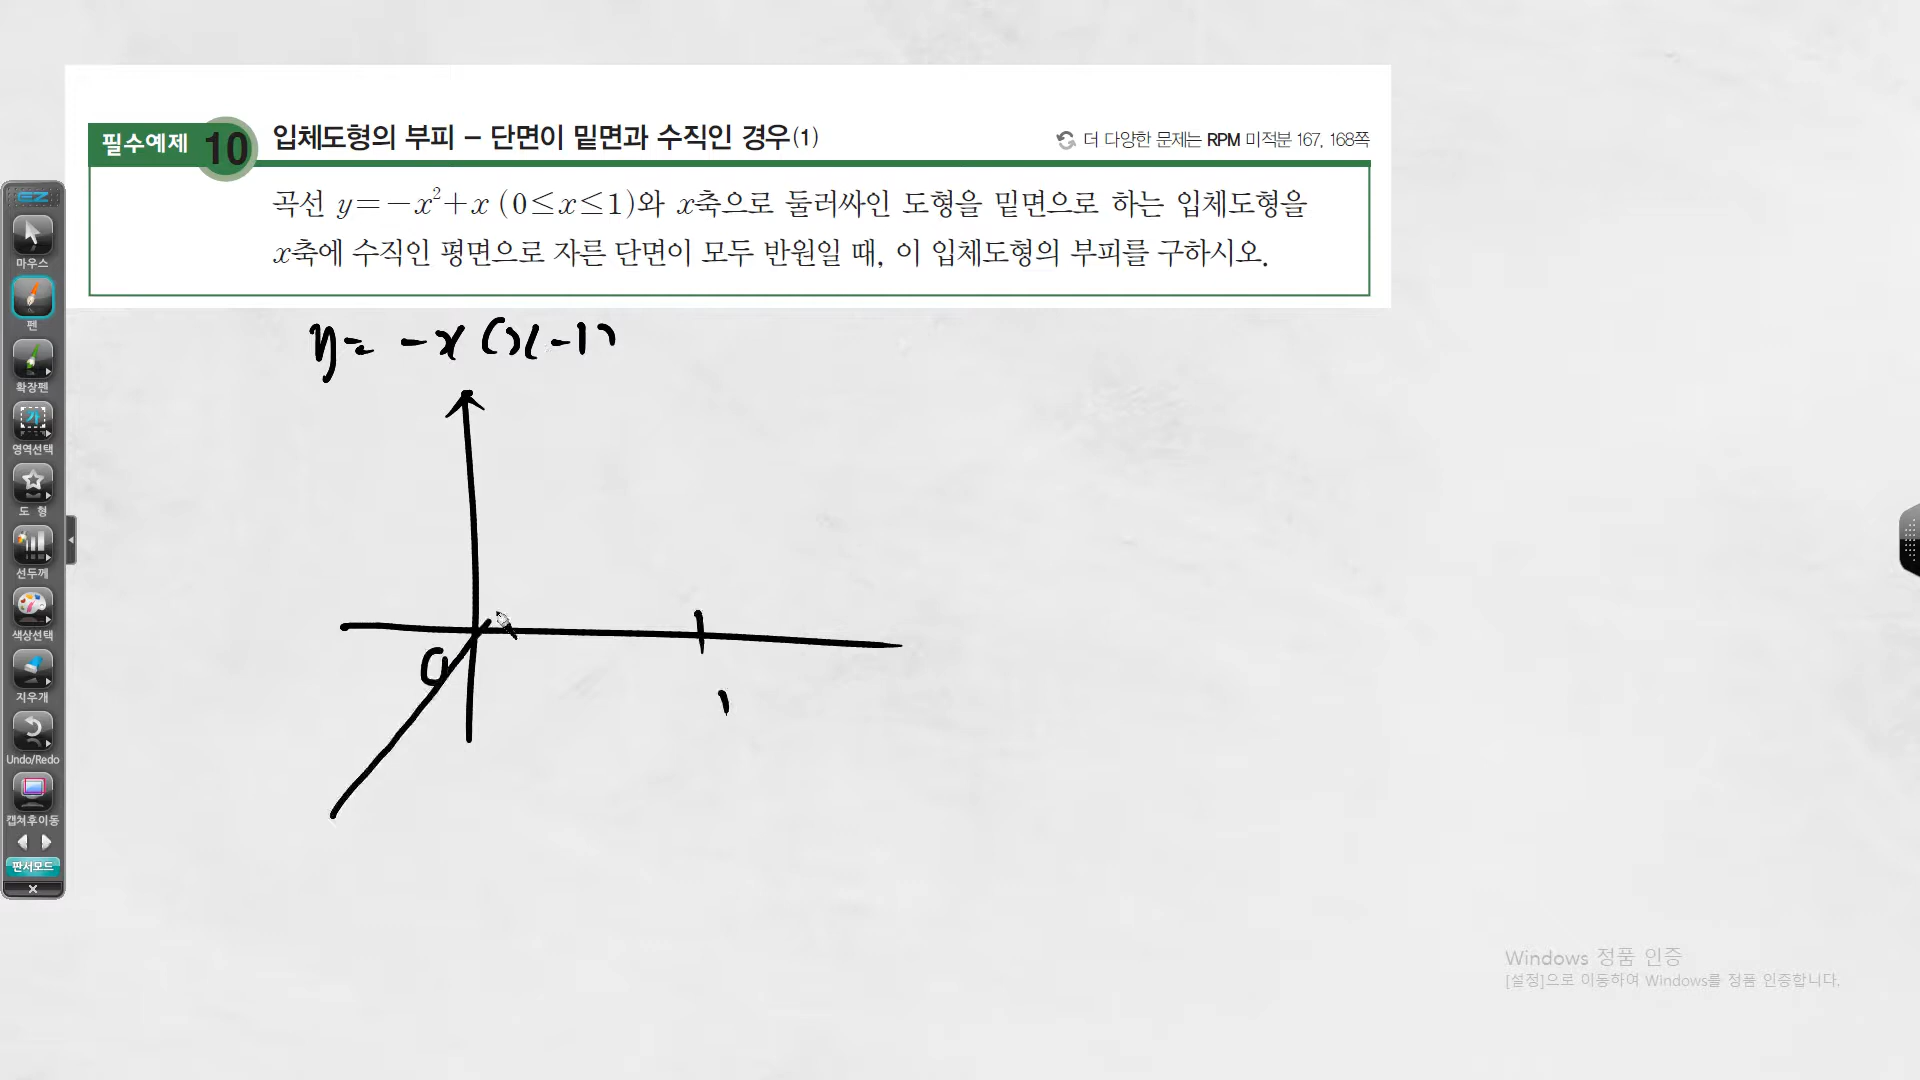 필수예제 10 입체도형의 부피 – 단면이 밑면과 수직인 경우(1)
더 다양한 문제는 RPM 미적분 167, 168쪽
곡선 y=-x²+x (0≤x≤1)와 x축으로 둘러싸인 도형을 밑면으로 하는 입체도형을
x축에 수직인 평면으로 자른 단면이 모두 반원일 때, 이 입체도형의 부피를 구하시오.
y= -x(x-1)
0
1
EZ
마우스
펜
확장펜
가
영역선택
도 형
선두께
색상선택
지우개
Undo/Redo
캡쳐후이동
판서모드
x
Windows 정품 인증
[설정]으로 이동하여 Windows를 정품 인증합니다.